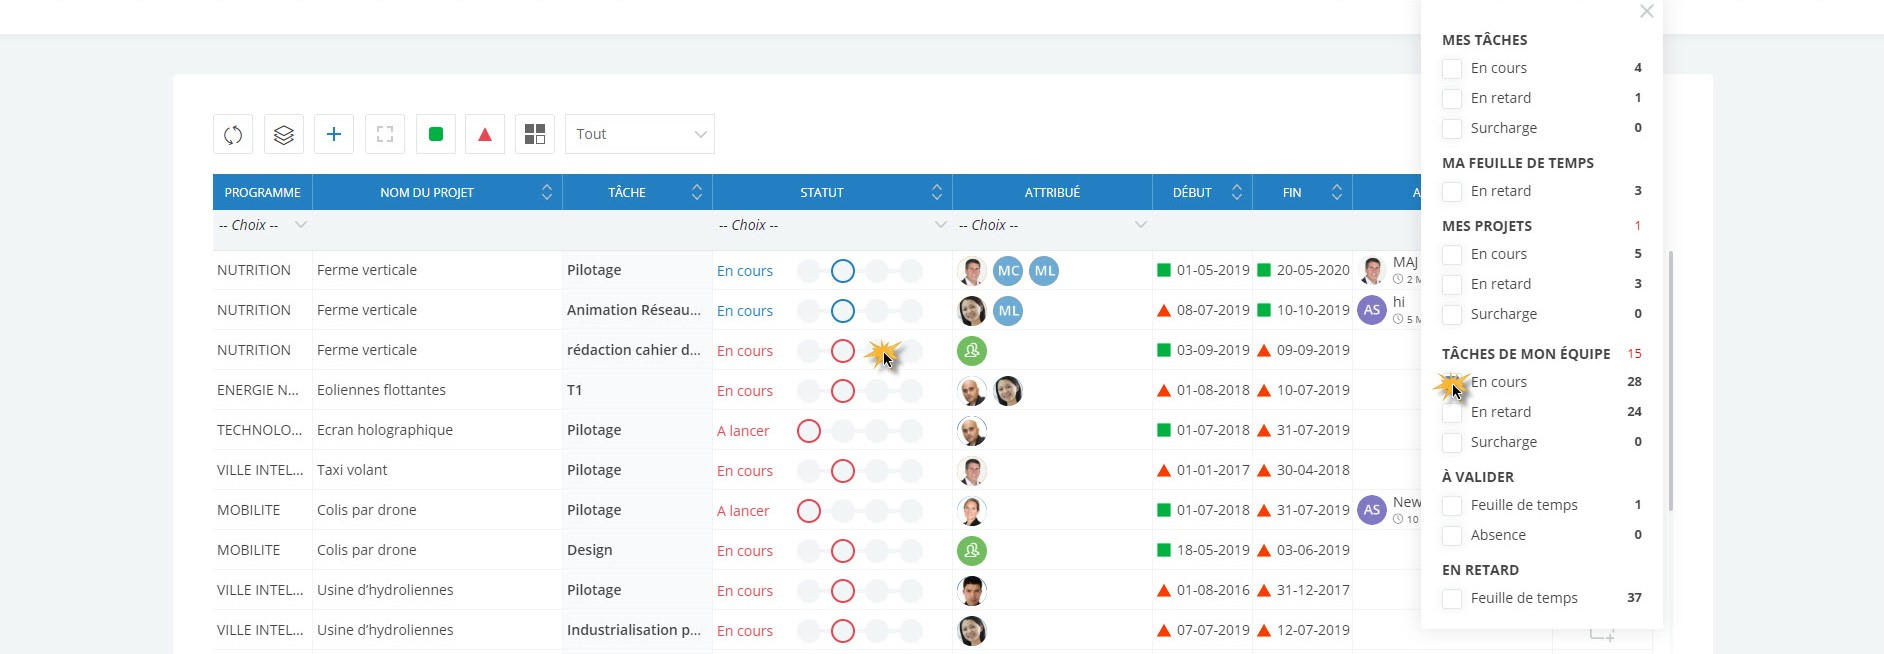 Tout
PROGRAMME NOM DU PROJET TÂCHE STATUT ATTRIBUÉ DÉBUT FIN A
-- Choix -- -- Choix -- -- Choix --
NUTRITION Ferme verticale Pilotage En cours MC ML 01-05-2019 20-05-2020 MAJ
2 M
NUTRITION Ferme verticale Animation Réseau... En cours ML 08-07-2019 10-10-2019 AS hi
5 M
NUTRITION Ferme verticale rédaction cahier d... En cours 03-09-2019 09-09-2019
ENERGIE N... Eoliennes flottantes T1 En cours 01-08-2018 10-07-2019
TECHNOLO... Ecran holographique Pilotage A lancer 01-07-2018 31-07-2019
VILLE INTEL... Taxi volant Pilotage En cours 01-01-2017 30-04-2018
MOBILITE Colis par drone Pilotage A lancer 01-07-2018 31-07-2019 AS New
10
MOBILITE Colis par drone Design En cours 18-05-2019 03-06-2019
VILLE INTEL... Usine d’hydroliennes Pilotage En cours 01-08-2016 31-12-2017
VILLE INTEL... Usine d’hydroliennes Industrialisation p... En cours 07-07-2019 12-07-2019
MES TÂCHES
En cours 4
En retard 1
Surcharge 0
MA FEUILLE DE TEMPS
En retard 3
MES PROJETS 1
En cours 5
En retard 3
Surcharge 0
TÂCHES DE MON ÉQUIPE 15
En cours 28
En retard 24
Surcharge 0
À VALIDER
Feuille de temps 1
Absence 0
EN RETARD
Feuille de temps 37